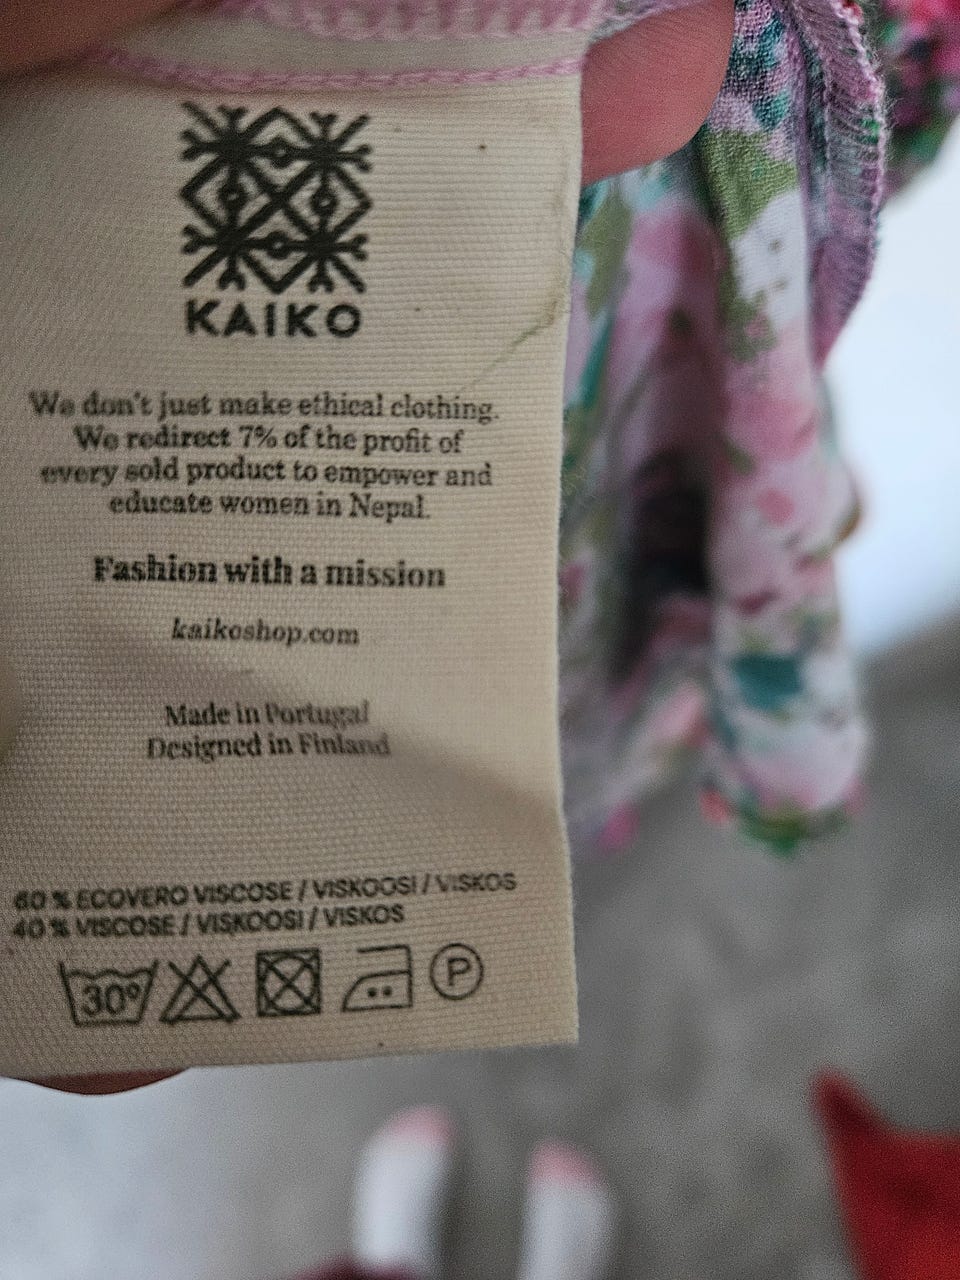 KAIKO
We don't just make ethical clothing.
We redirect 7% of the profit of
every sold product to empower and
educate women in Nepal.
Fashion with a mission
kaikoshop.com
Made in Portugal
Designed in Finland
60 % ECOVERO VISCOSE / VISKOOSI / VISKOS
40 % VISCOSE / VISKOOSI / VISKOS
30° P